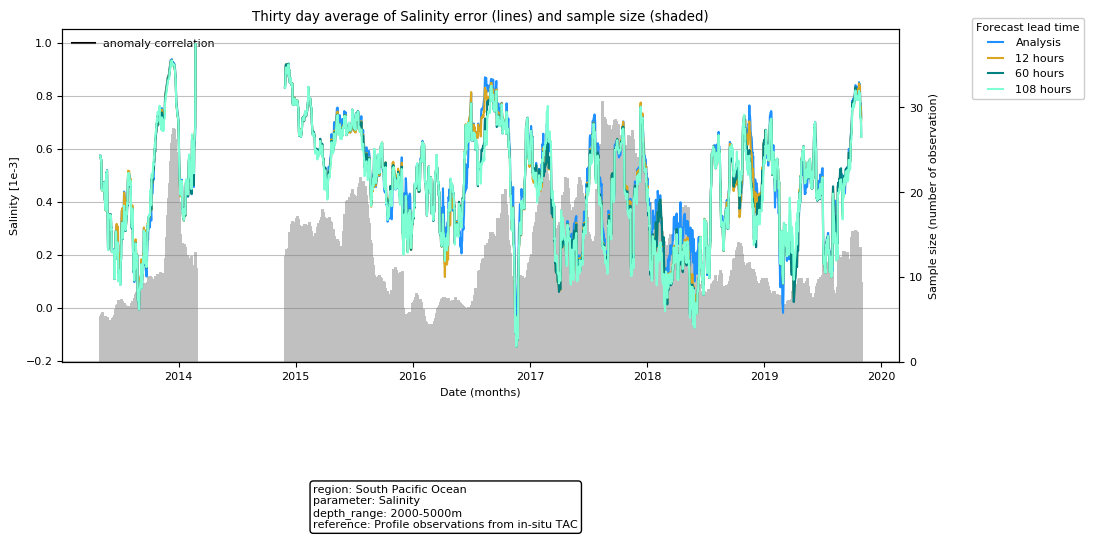 Thirty day average of Salinity error (lines) and sample size (shaded)
anomaly correlation
Forecast lead time
Analysis
12 hours
60 hours
108 hours
Salinity [1e-3]
1.0
0.8
0.6
0.4
0.2
0.0
−0.2
Sample size (number of observation)
30
20
10
0
2014 2015 2016 2017 2018 2019 2020
Date (months)
region: South Pacific Ocean
parameter: Salinity
depth_range: 2000-5000m
reference: Profile observations from in-situ TAC